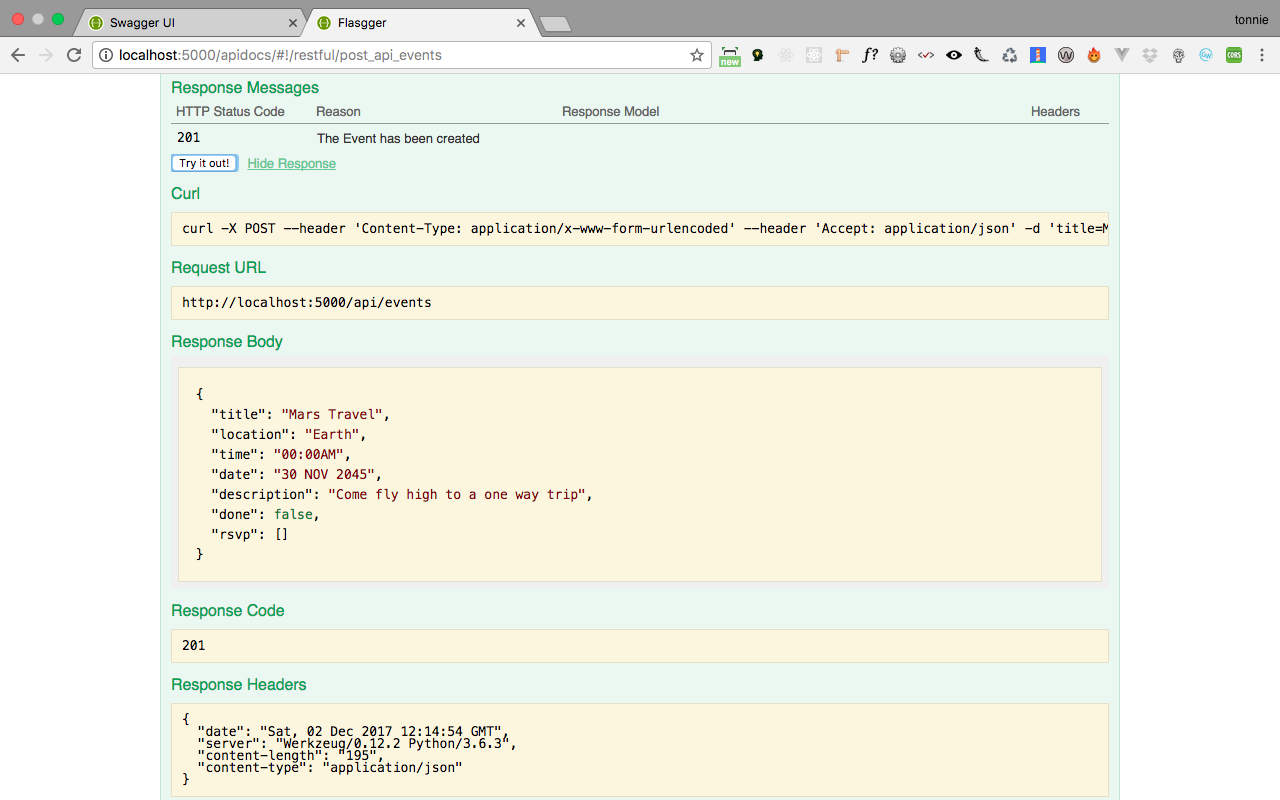 Swagger UI
Flasgger
tonnie
localhost:5000/apidocs/#!/restful/post_api_events
new
f?
CORS
Response Messages
HTTP Status Code Reason Response Model Headers
201 The Event has been created
Try it out! Hide Response
Curl
curl -X POST --header 'Content-Type: application/x-www-form-urlencoded' --header 'Accept: application/json' -d 'title=M
Request URL
http://localhost:5000/api/events
Response Body
{
"title": "Mars Travel",
"location": "Earth",
"time": "00:00AM",
"date": "30 NOV 2045",
"description": "Come fly high to a one way trip",
"done": false,
"rsvp": []
}
Response Code
201
Response Headers
{
"date": "Sat, 02 Dec 2017 12:14:54 GMT",
"server": "Werkzeug/0.12.2 Python/3.6.3",
"content-length": "195",
"content-type": "application/json"
}